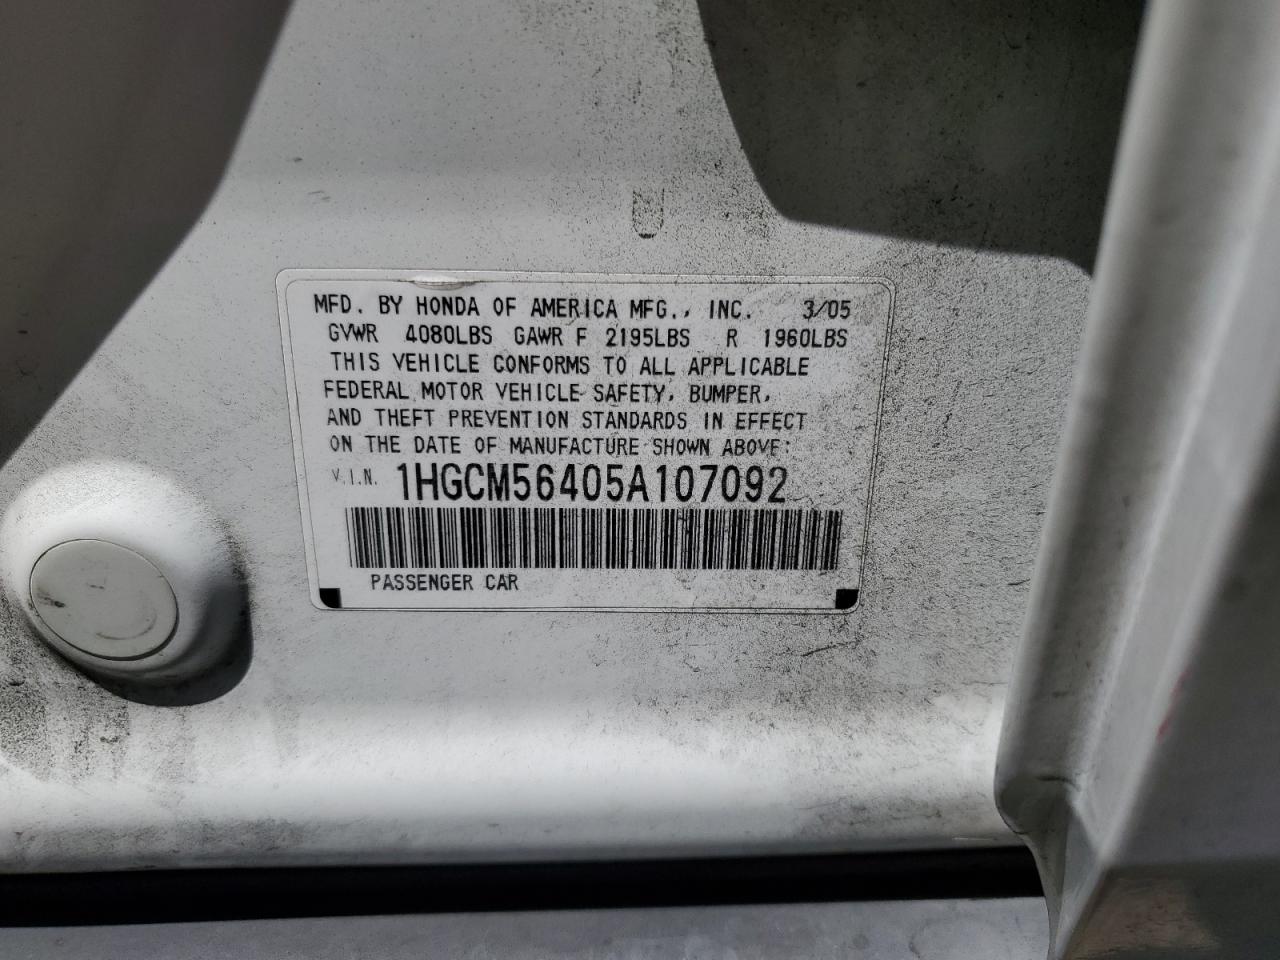 MFD. BY HONDA OF AMERICA MFG., INC. 3/05
GVWR 4080LBS GAWR F 2195LBS R 1960LBS
THIS VEHICLE CONFORMS TO ALL APPLICABLE
FEDERAL MOTOR VEHICLE SAFETY, BUMPER,
AND THEFT PREVENTION STANDARDS IN EFFECT
ON THE DATE OF MANUFACTURE SHOWN ABOVE:
V.I.N. 1HGCM56405A107092
PASSENGER CAR